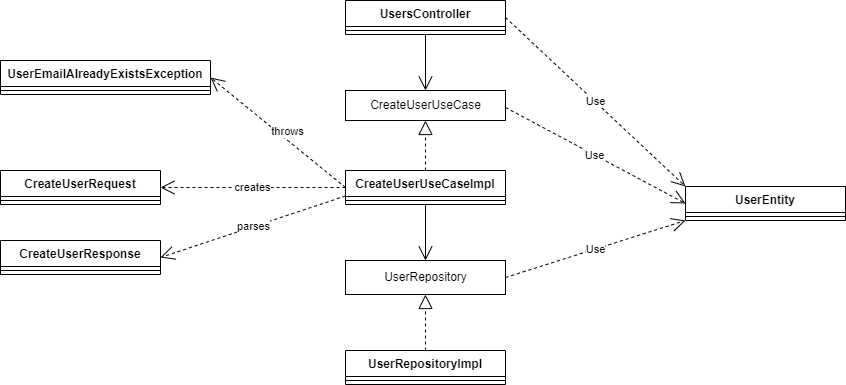 UsersController
UserEmailAlreadyExistsException
CreateUserUseCase
Use
throws
Use
CreateUserRequest
creates
CreateUserUseCaseImpl
UserEntity
parses
CreateUserResponse
Use
UserRepository
UserRepositoryImpl